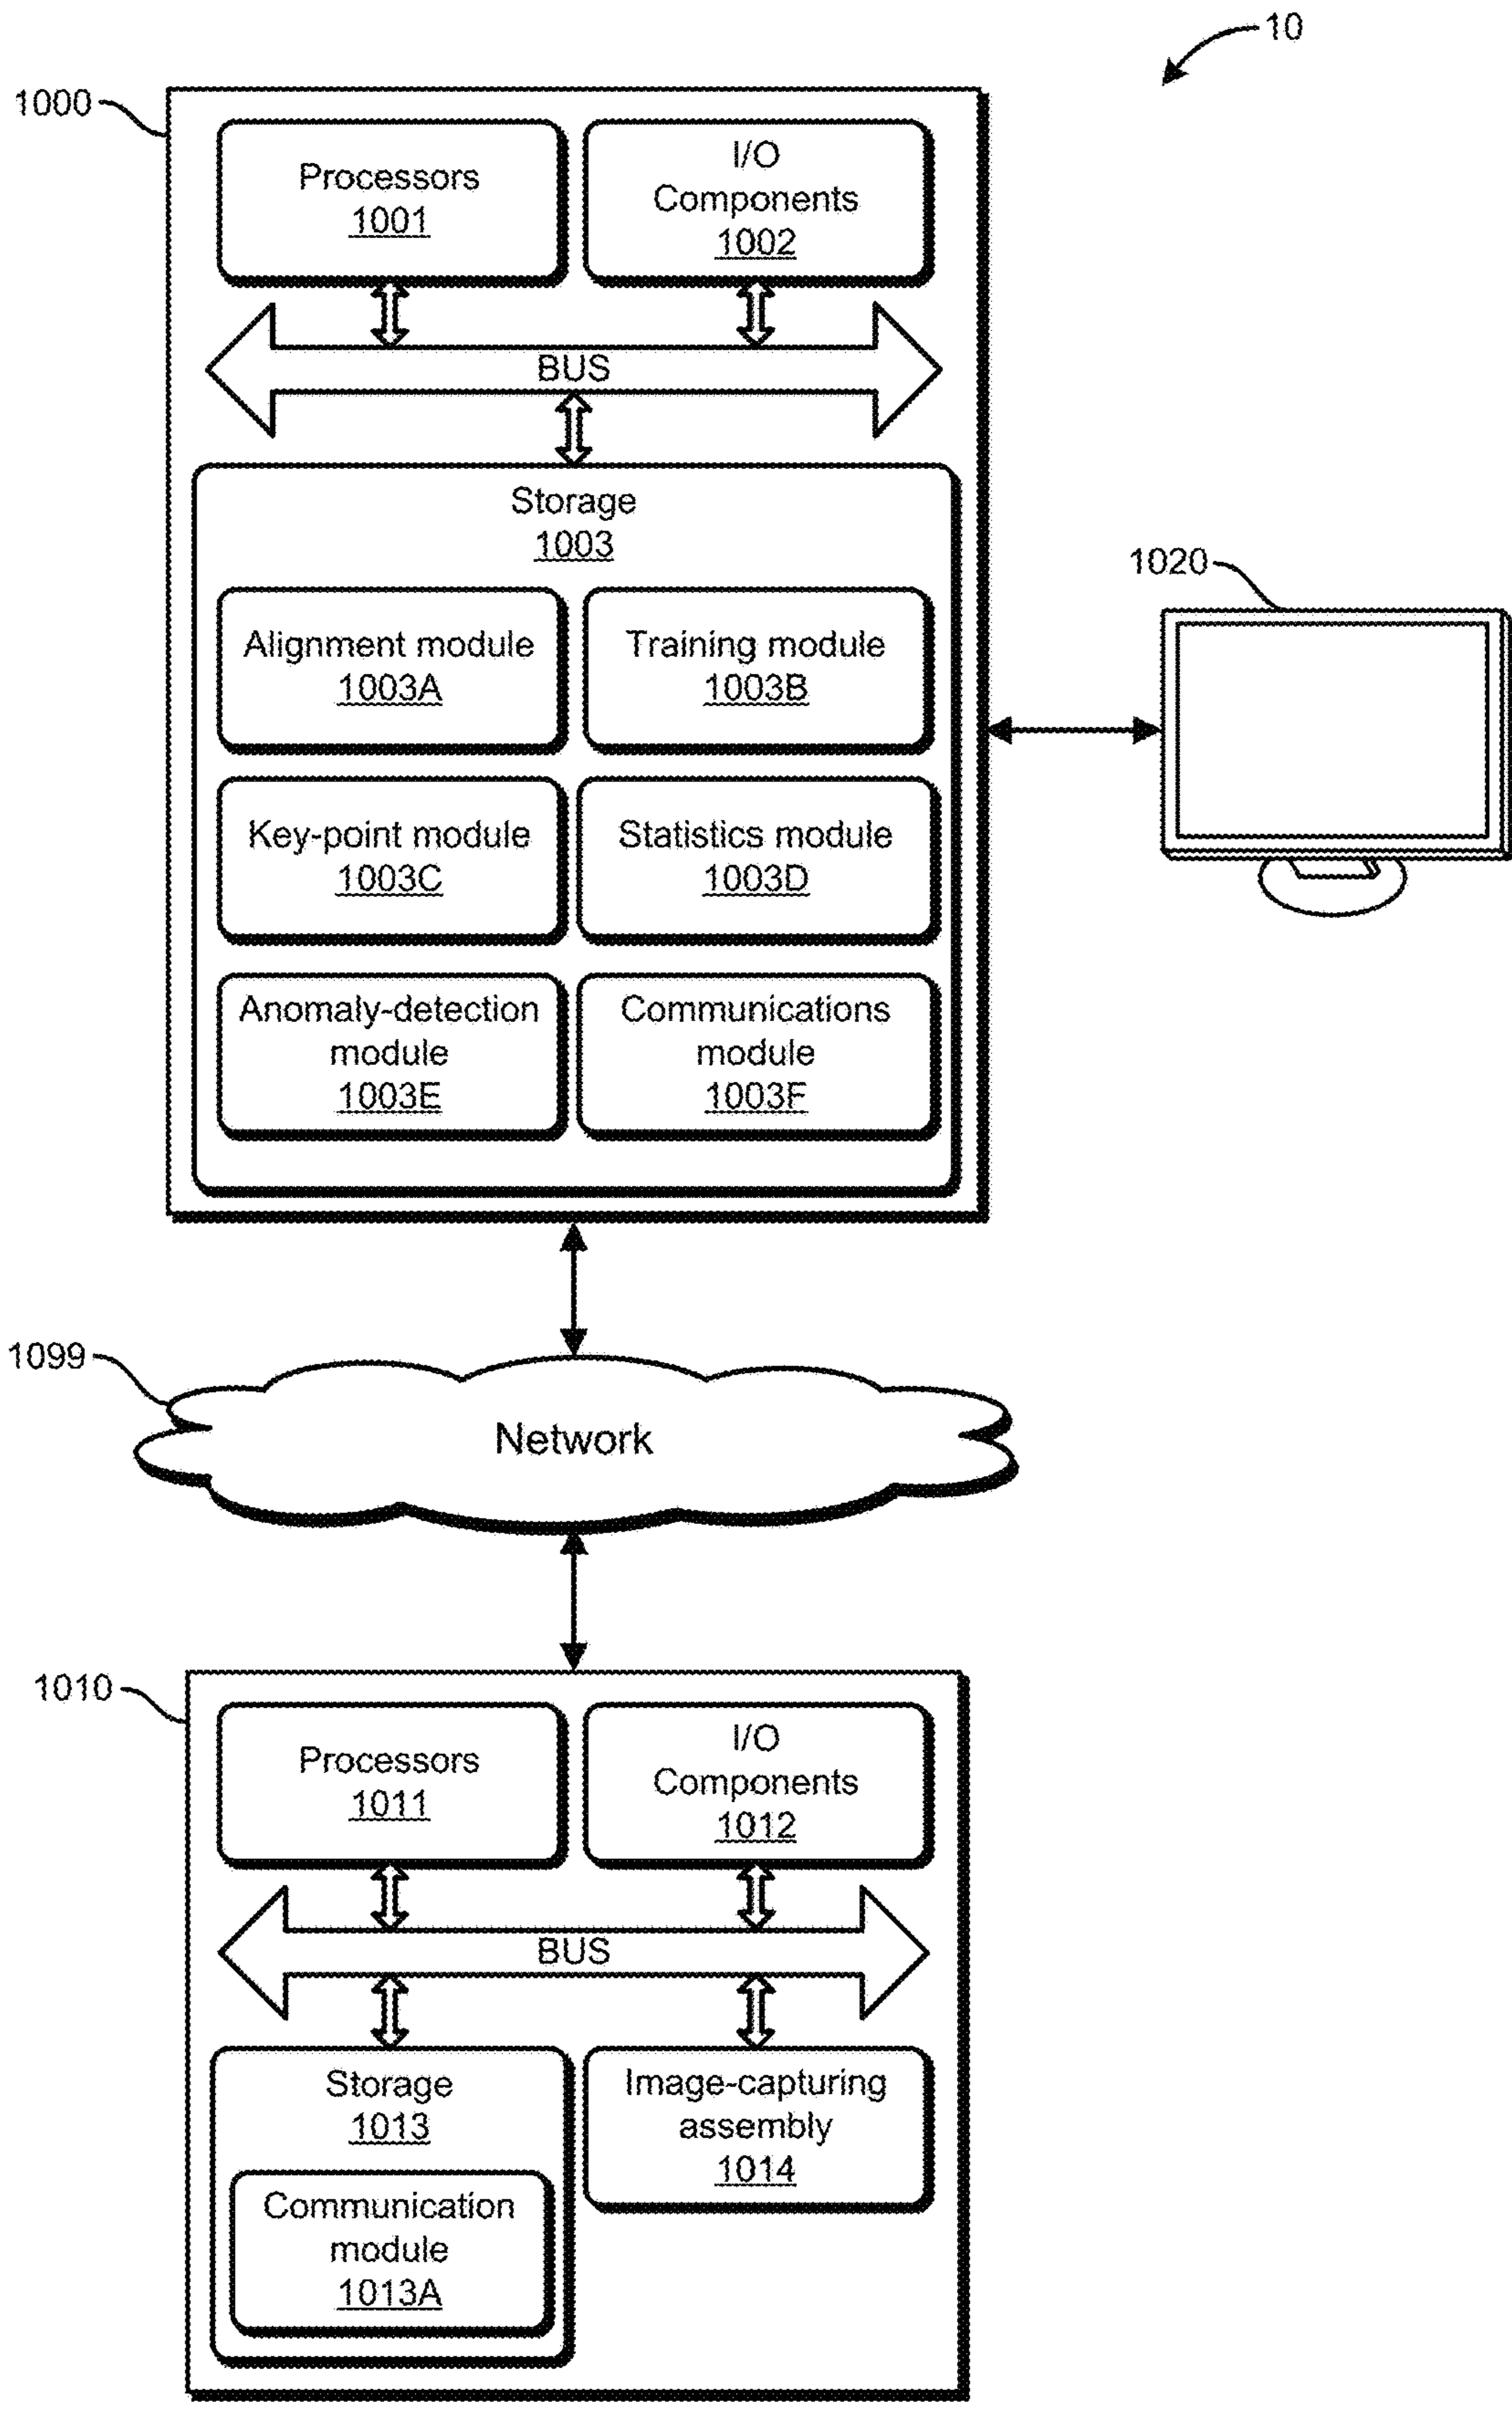 10
1000
Processors
1001
I/O
Components
1002
BUS
Storage
1003
Alignment module
1003A
Training module
1003B
1020
Key-point module
1003C
Statistics module
1003D
Anomaly-detection
module
1003E
Communications
module
1003F
1099
Network
1010
Processors
1011
I/O
Components
1012
BUS
Storage
1013
Image-capturing
assembly
1014
Communication
module
1013A